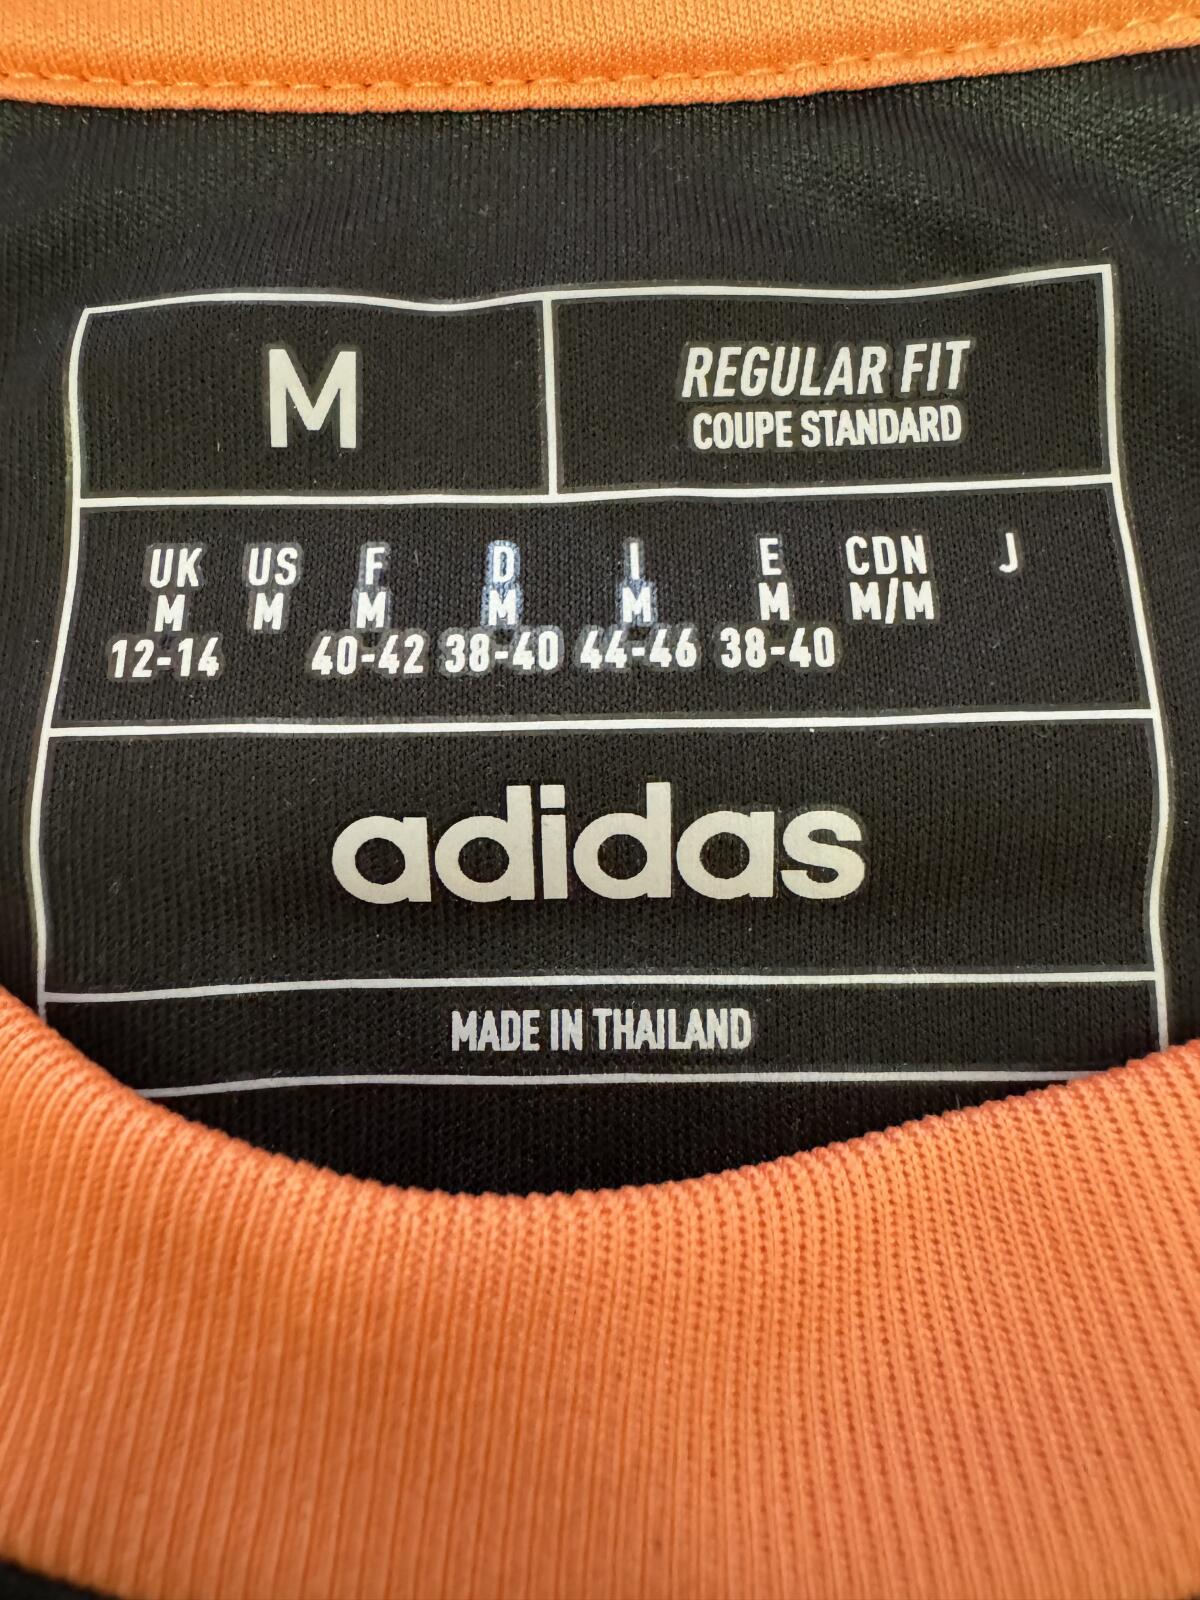 M
REGULAR FIT
COUPE STANDARD
UK US F D I E CDN J
M M M M M M M/M
12-14 40-42 38-40 44-46 38-40
adidas
MADE IN THAILAND